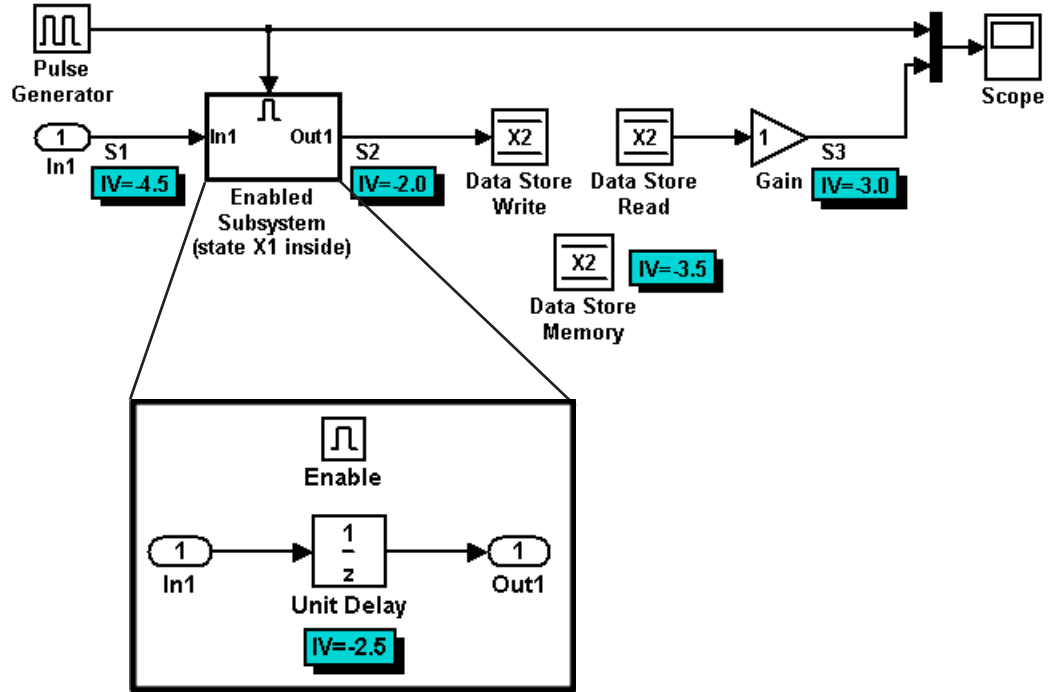 Pulse
Generator
1
In1
S1
IV=-4.5
In1
Out1
Enabled
Subsystem
(state X1 inside)
S2
IV=-2.0
X2
Data Store
Write
X2
Data Store
Read
1
Gain
S3
IV=-3.0
Scope
X2
Data Store
Memory
IV=-3.5
Enable
1
In1
1
z
Unit Delay
IV=-2.5
1
Out1